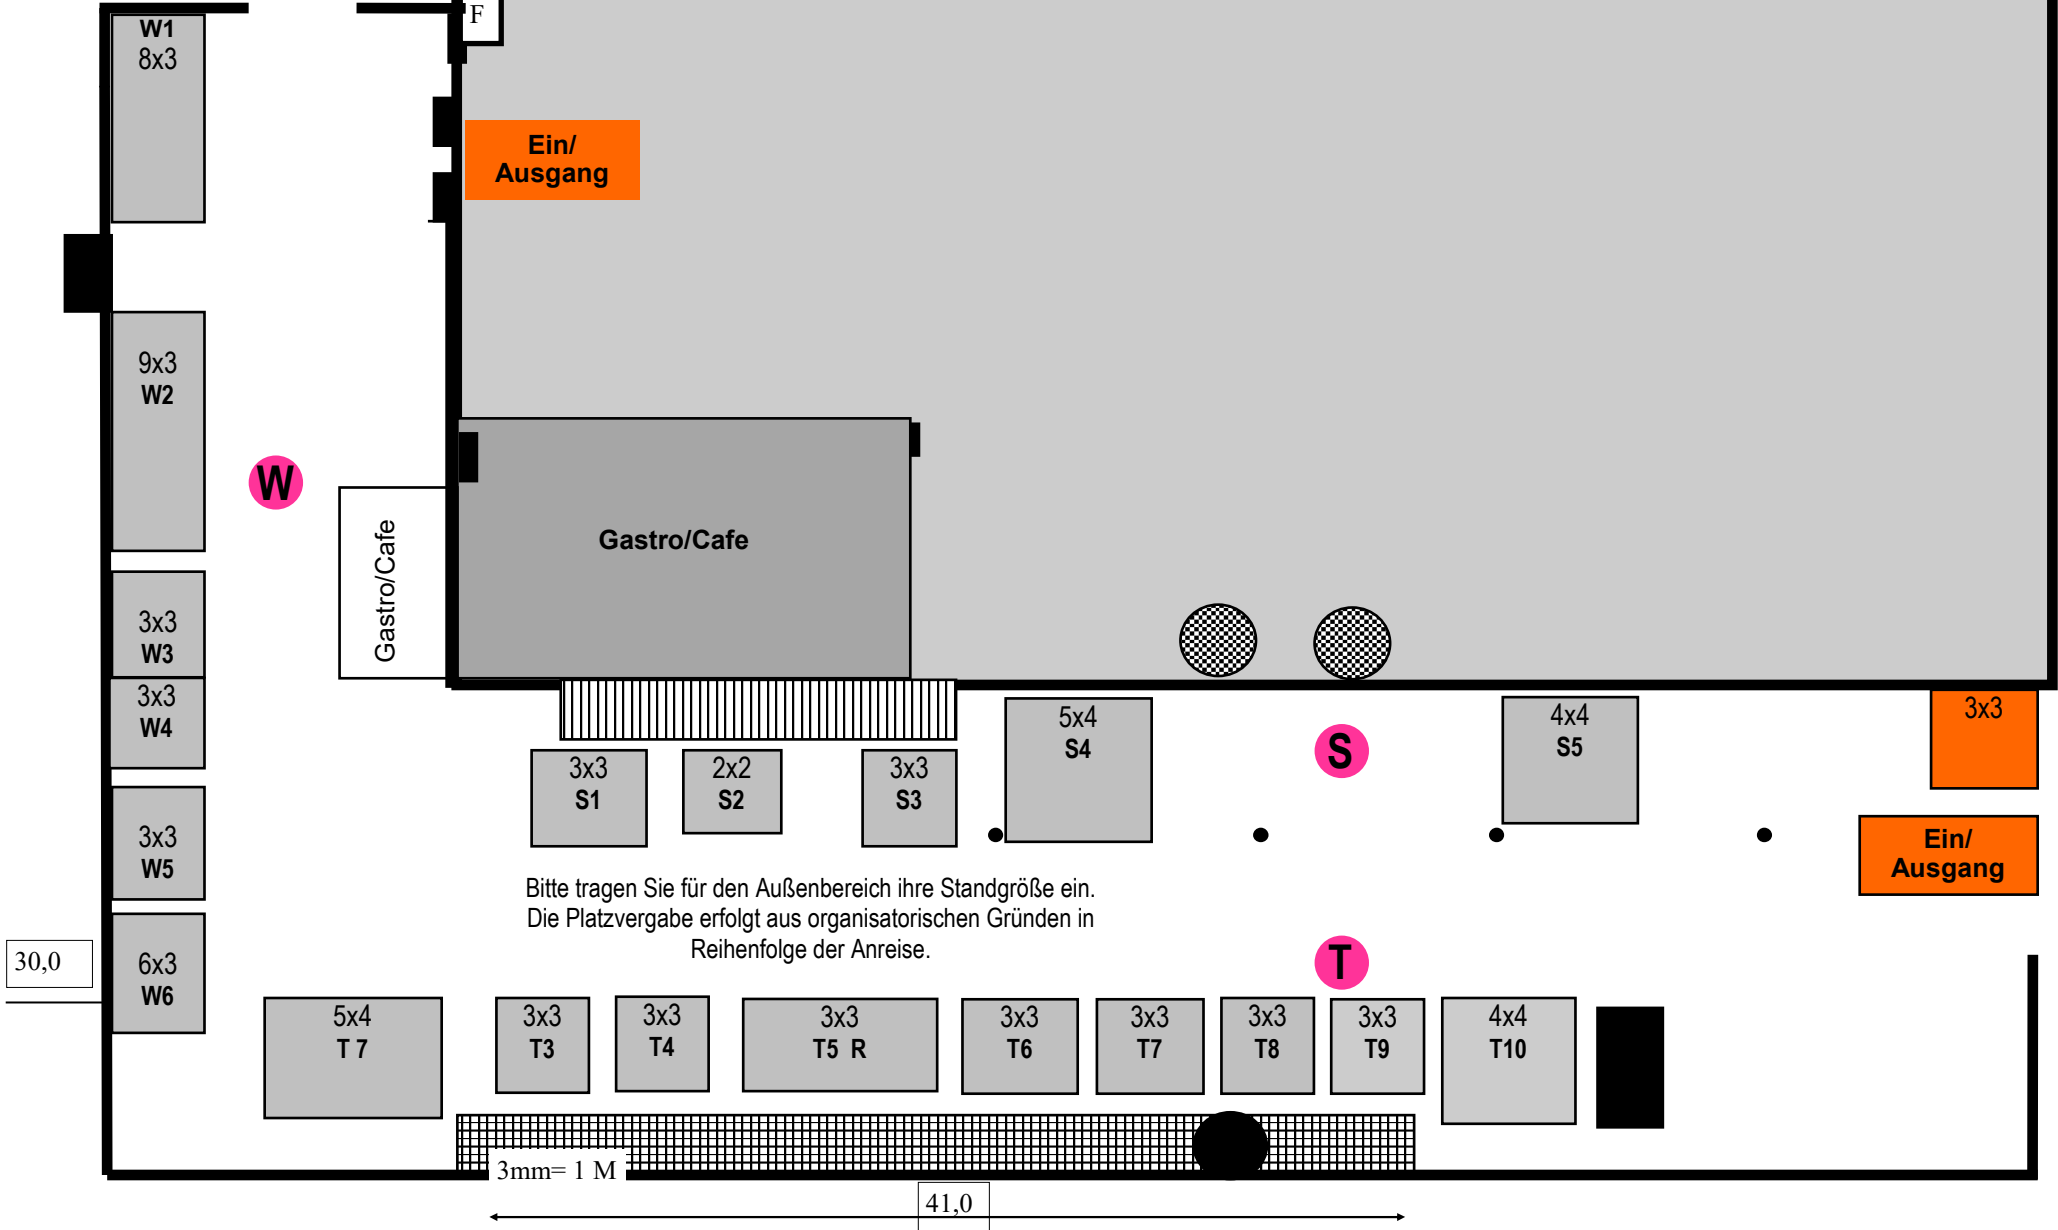 F
W1
8x3
Ein/
Ausgang
9x3
W2
W
Gastro/Cafe
Gastro/Cafe
3x3
W3
3x3
W4
5x4
S4
S
4x4
S5
3x3
3x3
S1
2x2
S2
3x3
S3
3x3
W5
Ein/
Ausgang
Bitte tragen Sie für den Außenbereich ihre Standgröße ein.
Die Platzvergabe erfolgt aus organisatorischen Gründen in
Reihenfolge der Anreise.
30,0
6x3
W6
T
5x4
T 7
3x3
T3
3x3
T4
3x3
T5 R
3x3
T6
3x3
T7
3x3
T8
3x3
T9
4x4
T10
3mm= 1 M
41,0